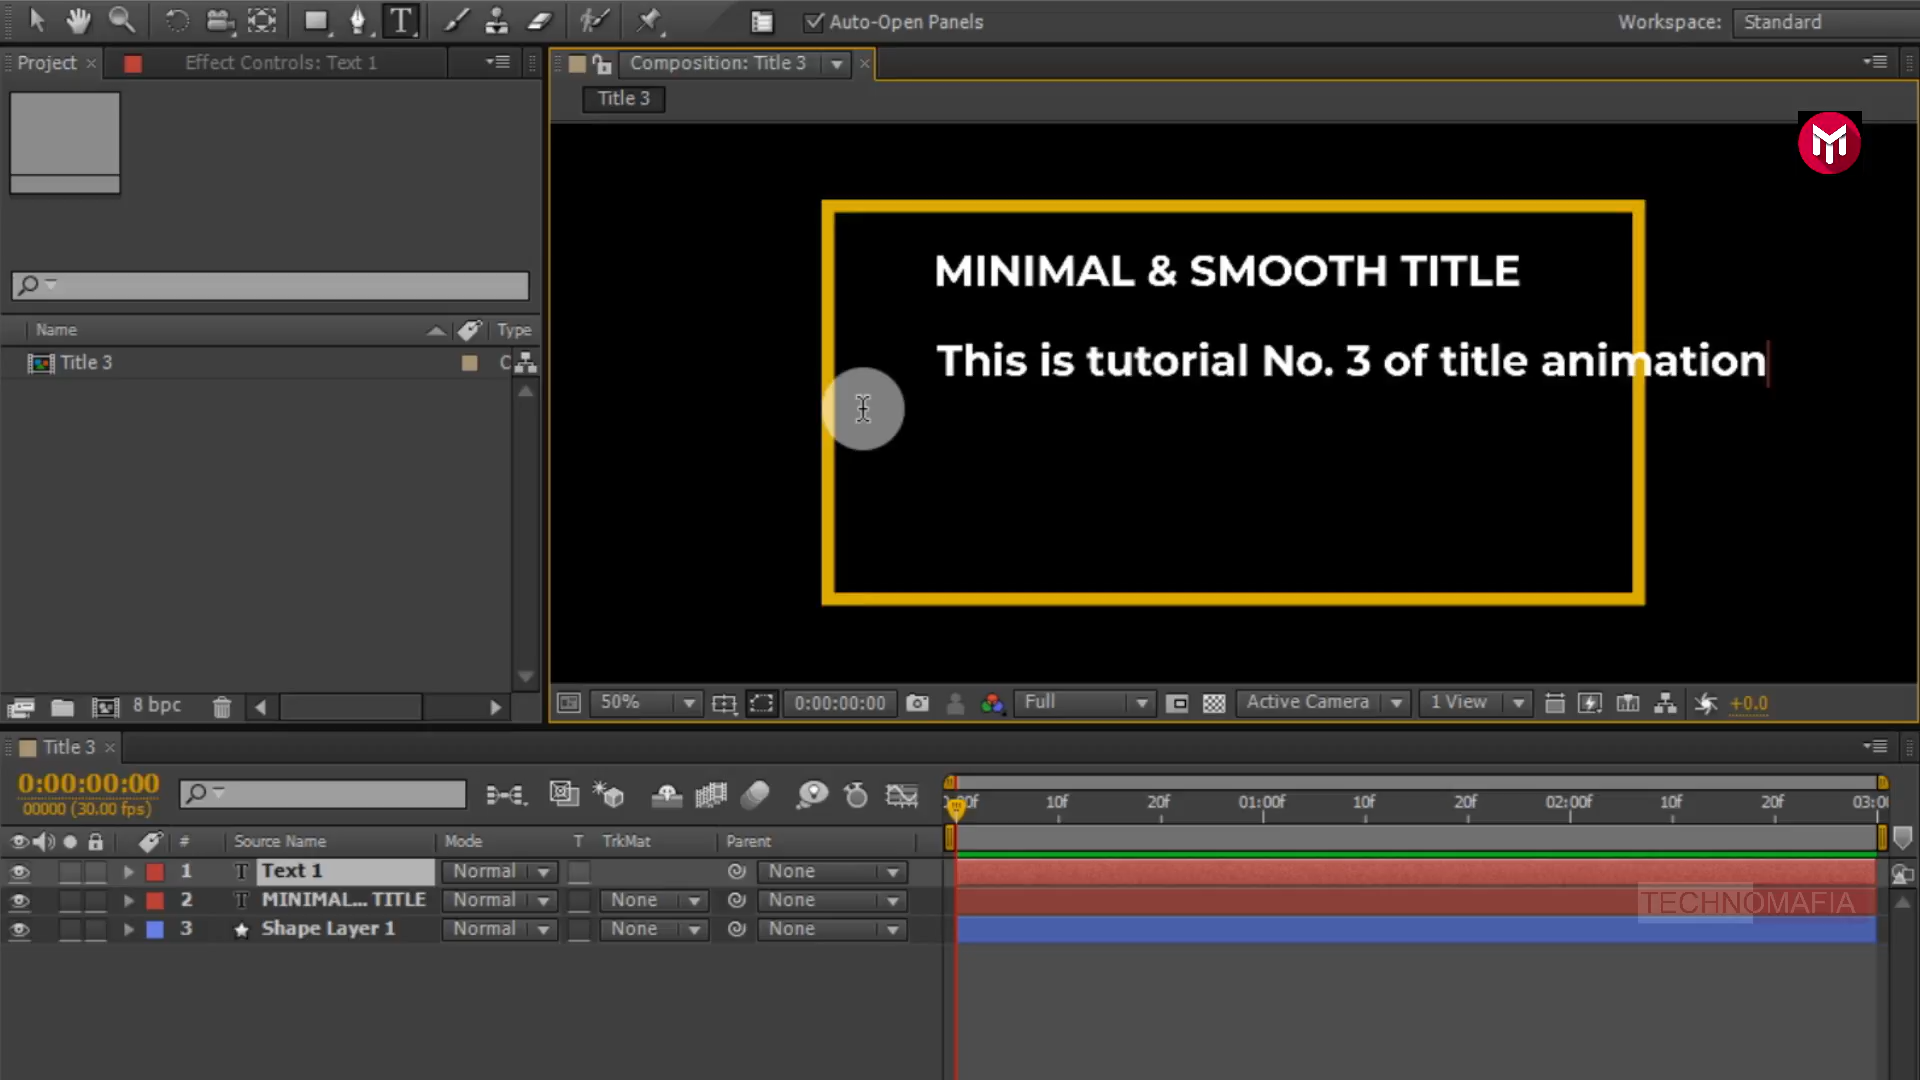 Auto-Open Panels
Workspace: Standard
Project × Effect Controls: Text 1
Composition: Title 3 ×
Title 3
MINIMAL & SMOOTH TITLE
This is tutorial No. 3 of title animation
Name Type
Title 3
8 bpc
50% 0:00:00:00 Full Active Camera 1 View +0.0
Title 3 ×
0:00:00:00
00000 (30.00 fps)
10f 20f 01:00f 10f 20f 02:00f 10f 20f
# Source Name Mode T TrkMat Parent
1 T Text 1 Normal None
2 T MINIMAL... TITLE Normal None None
3 Shape Layer 1 Normal None None
TECHNOMAFIA